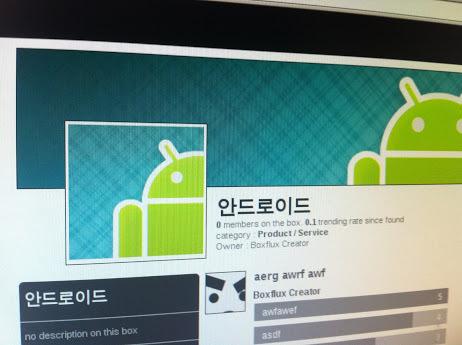 안드로이드
0 members on the box. 0.1 trending rate since found
category : Product / Service
Owner : Boxflux Creator
안드로이드
no description on this box
aerg awrf awf
Boxflux Creator
awfawef 5
asdf